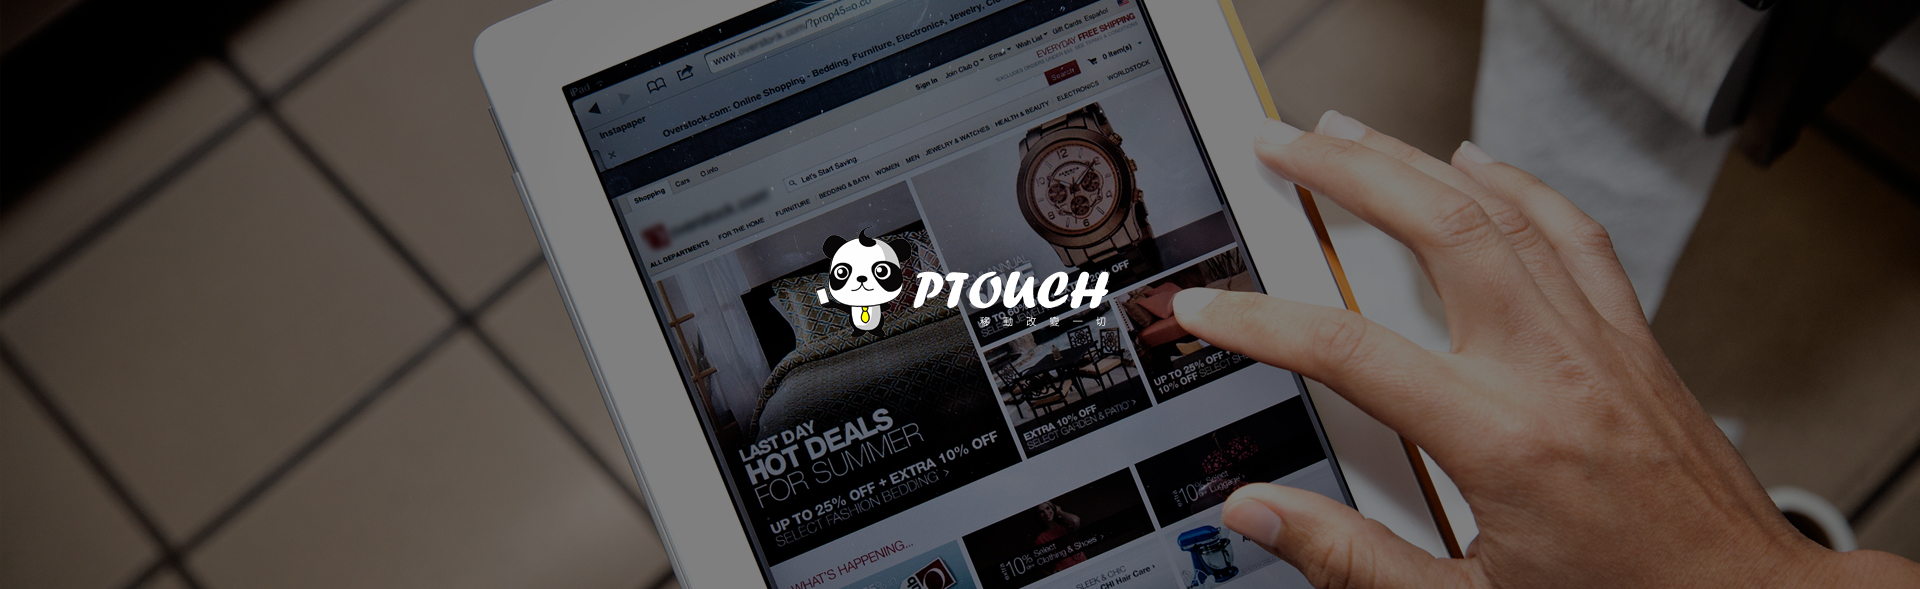 iPad
www.overstock.com/?prop45=o.co
Overstock.com: Online Shopping - Bedding, Furniture, Electronics, Jewelry, Clo
Instapaper
Shopping Cars O.info
Sign In Join Club O Email Wish List Gift Cards Español
EVERYDAY FREE SHIPPING
Let's Start Saving
Search
0 Item(s)
ALL DEPARTMENTS FOR THE HOME FURNITURE BEDDING & BATH WOMEN MEN JEWELRY & WATCHES HEALTH & BEAUTY ELECTRONICS WORLDSTOCK
PTOUCH
移動改變一切
LAST DAY
HOT DEALS
FOR SUMMER
UP TO 25% OFF + EXTRA 10% OFF
SELECT FASHION BEDDING ›
EXTRA 10% OFF
SELECT GARDEN & PATIO ›
UP TO 25% OFF +
10% OFF SELECT
WHAT'S HAPPENING...
extra 10% Select
Clothing & Shoes ›
extra 10% Select
Luggage ›
SLEEK & CHIC
CHI Hair Care ›